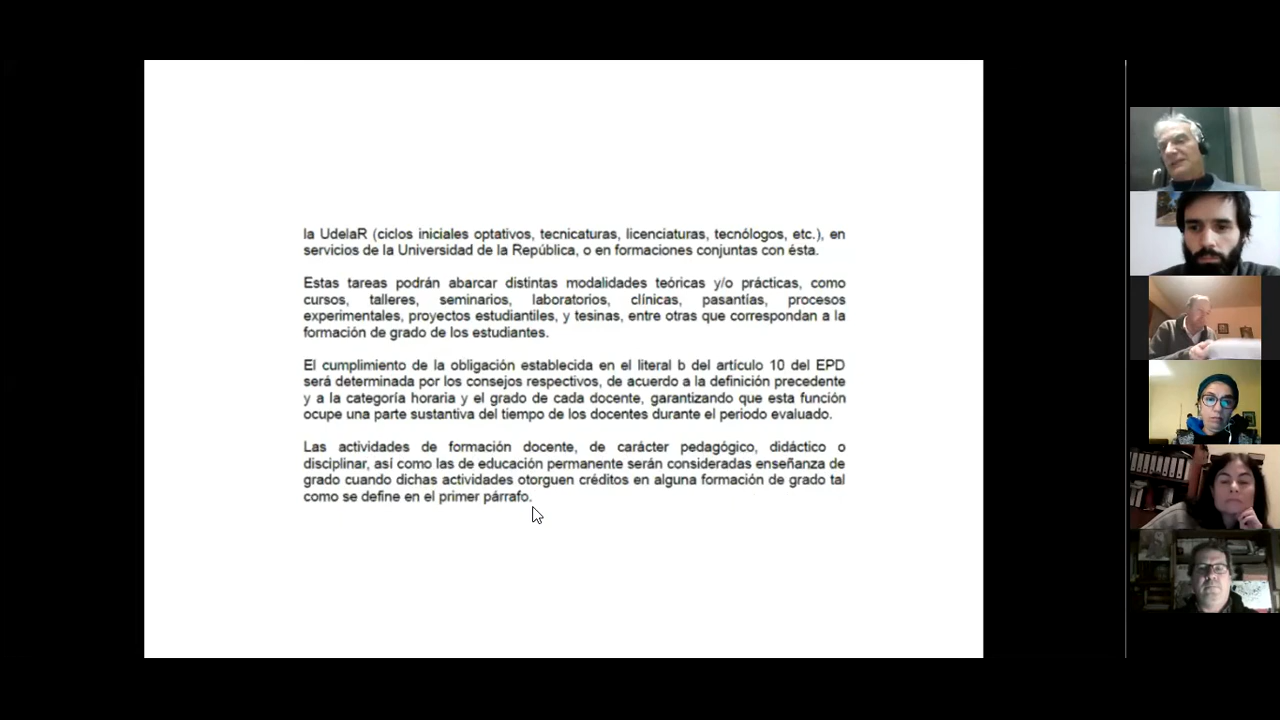 la UdelaR (ciclos iniciales optativos, tecnicaturas, licenciaturas, tecnólogos, etc.), en
servicios de la Universidad de la República, o en formaciones conjuntas con ésta.
Estas tareas podrán abarcar distintas modalidades teóricas y/o prácticas, como
cursos, talleres, seminarios, laboratorios, clínicas, pasantías, procesos
experimentales, proyectos estudiantiles, y tesinas, entre otras que correspondan a la
formación de grado de los estudiantes.
El cumplimiento de la obligación establecida en el literal b del artículo 10 del EPD
será determinada por los consejos respectivos, de acuerdo a la definición precedente
y a la categoría horaria y el grado de cada docente, garantizando que esta función
ocupe una parte sustantiva del tiempo de los docentes durante el periodo evaluado.
Las actividades de formación docente, de carácter pedagógico, didáctico o
disciplinar, así como las de educación permanente serán consideradas enseñanza de
grado cuando dichas actividades otorguen créditos en alguna formación de grado tal
como se define en el primer párrafo.